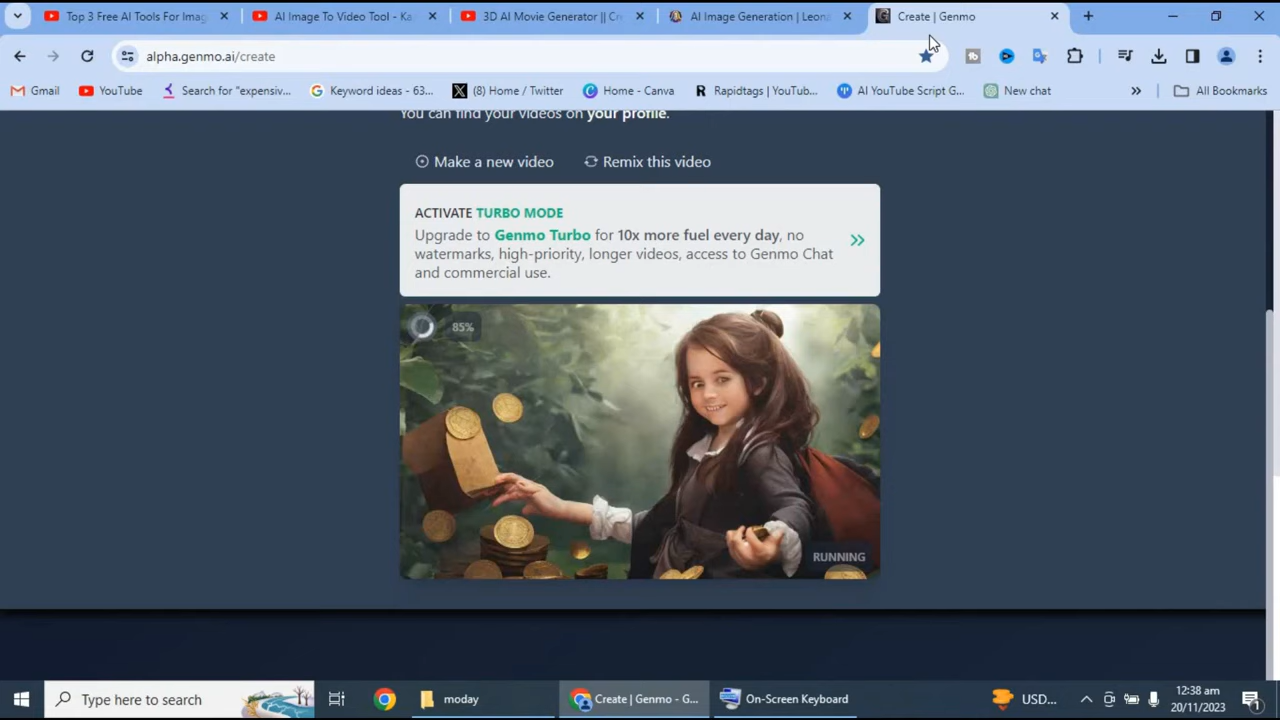 Top 3 Free AI Tools For Imag
AI Image To Video Tool - Ka
3D AI Movie Generator || Cr
AI Image Generation | Leona
Create | Genmo
alpha.genmo.ai/create
Gmail
YouTube
Search for "expensiv...
Keyword ideas - 63...
(8) Home / Twitter
Home - Canva
Rapidtags | YouTub...
AI YouTube Script G...
New chat
All Bookmarks
You can find your videos on your profile.
Make a new video
Remix this video
ACTIVATE TURBO MODE
Upgrade to Genmo Turbo for 10x more fuel every day, no
watermarks, high-priority, longer videos, access to Genmo Chat
and commercial use.
85%
RUNNING
Type here to search
moday
Create | Genmo - G...
On-Screen Keyboard
USD...
12:38 am
20/11/2023
1